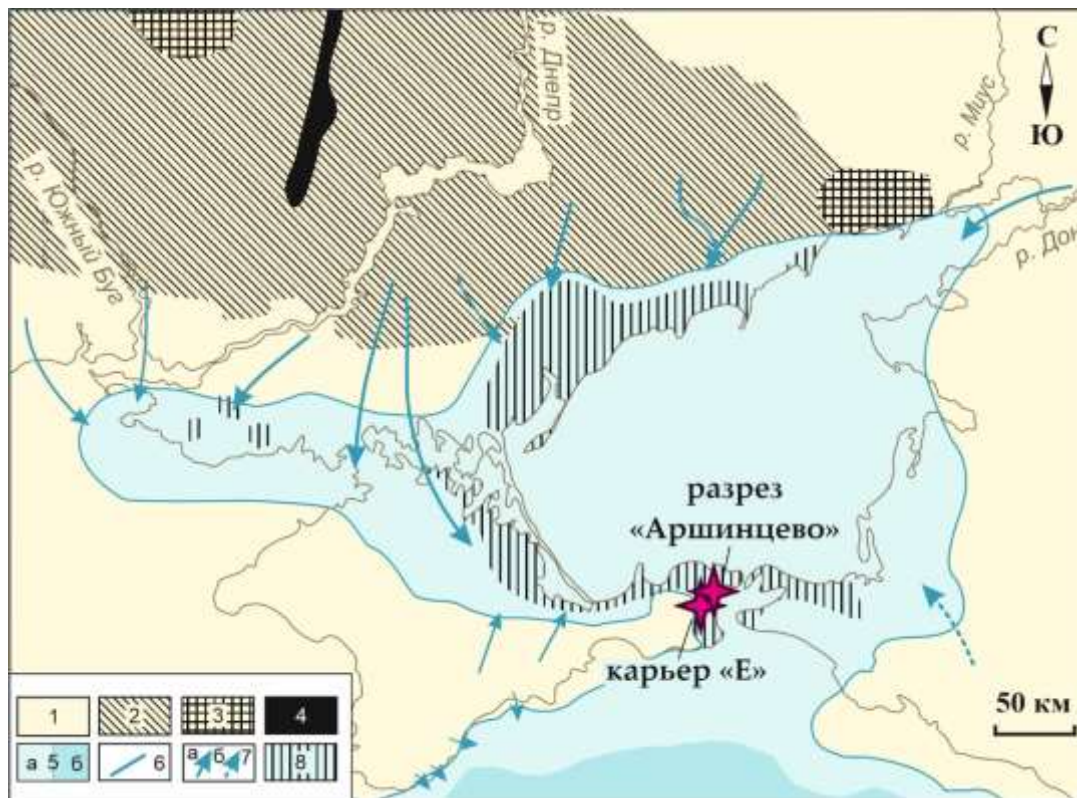 С
Ю
р. Днепр
р. Миус
р. Дон
р. Южный Буг
разрез
«Аршинцево»
карьер «Е»
50 км
1 2 3 4
а 5 б 6 а б 7 8